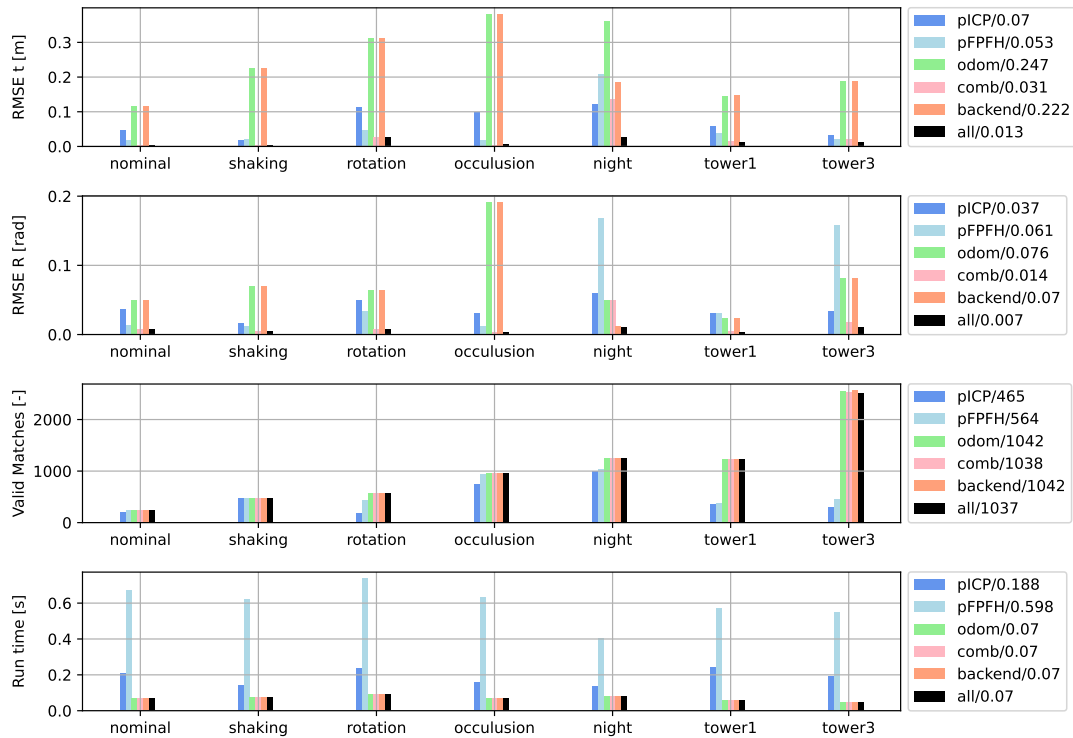 RMSE t [m]
0.3
0.2
0.1
0.0
nominal shaking rotation occulusion night tower1 tower3
pICP/0.07
pFPFH/0.053
odom/0.247
comb/0.031
backend/0.222
all/0.013
RMSE R [rad]
0.2
0.1
0.0
nominal shaking rotation occulusion night tower1 tower3
pICP/0.037
pFPFH/0.061
odom/0.076
comb/0.014
backend/0.07
all/0.007
Valid Matches [-]
2000
1000
0
nominal shaking rotation occulusion night tower1 tower3
pICP/465
pFPFH/564
odom/1042
comb/1038
backend/1042
all/1037
Run time [s]
0.6
0.4
0.2
0.0
nominal shaking rotation occulusion night tower1 tower3
pICP/0.188
pFPFH/0.598
odom/0.07
comb/0.07
backend/0.07
all/0.07